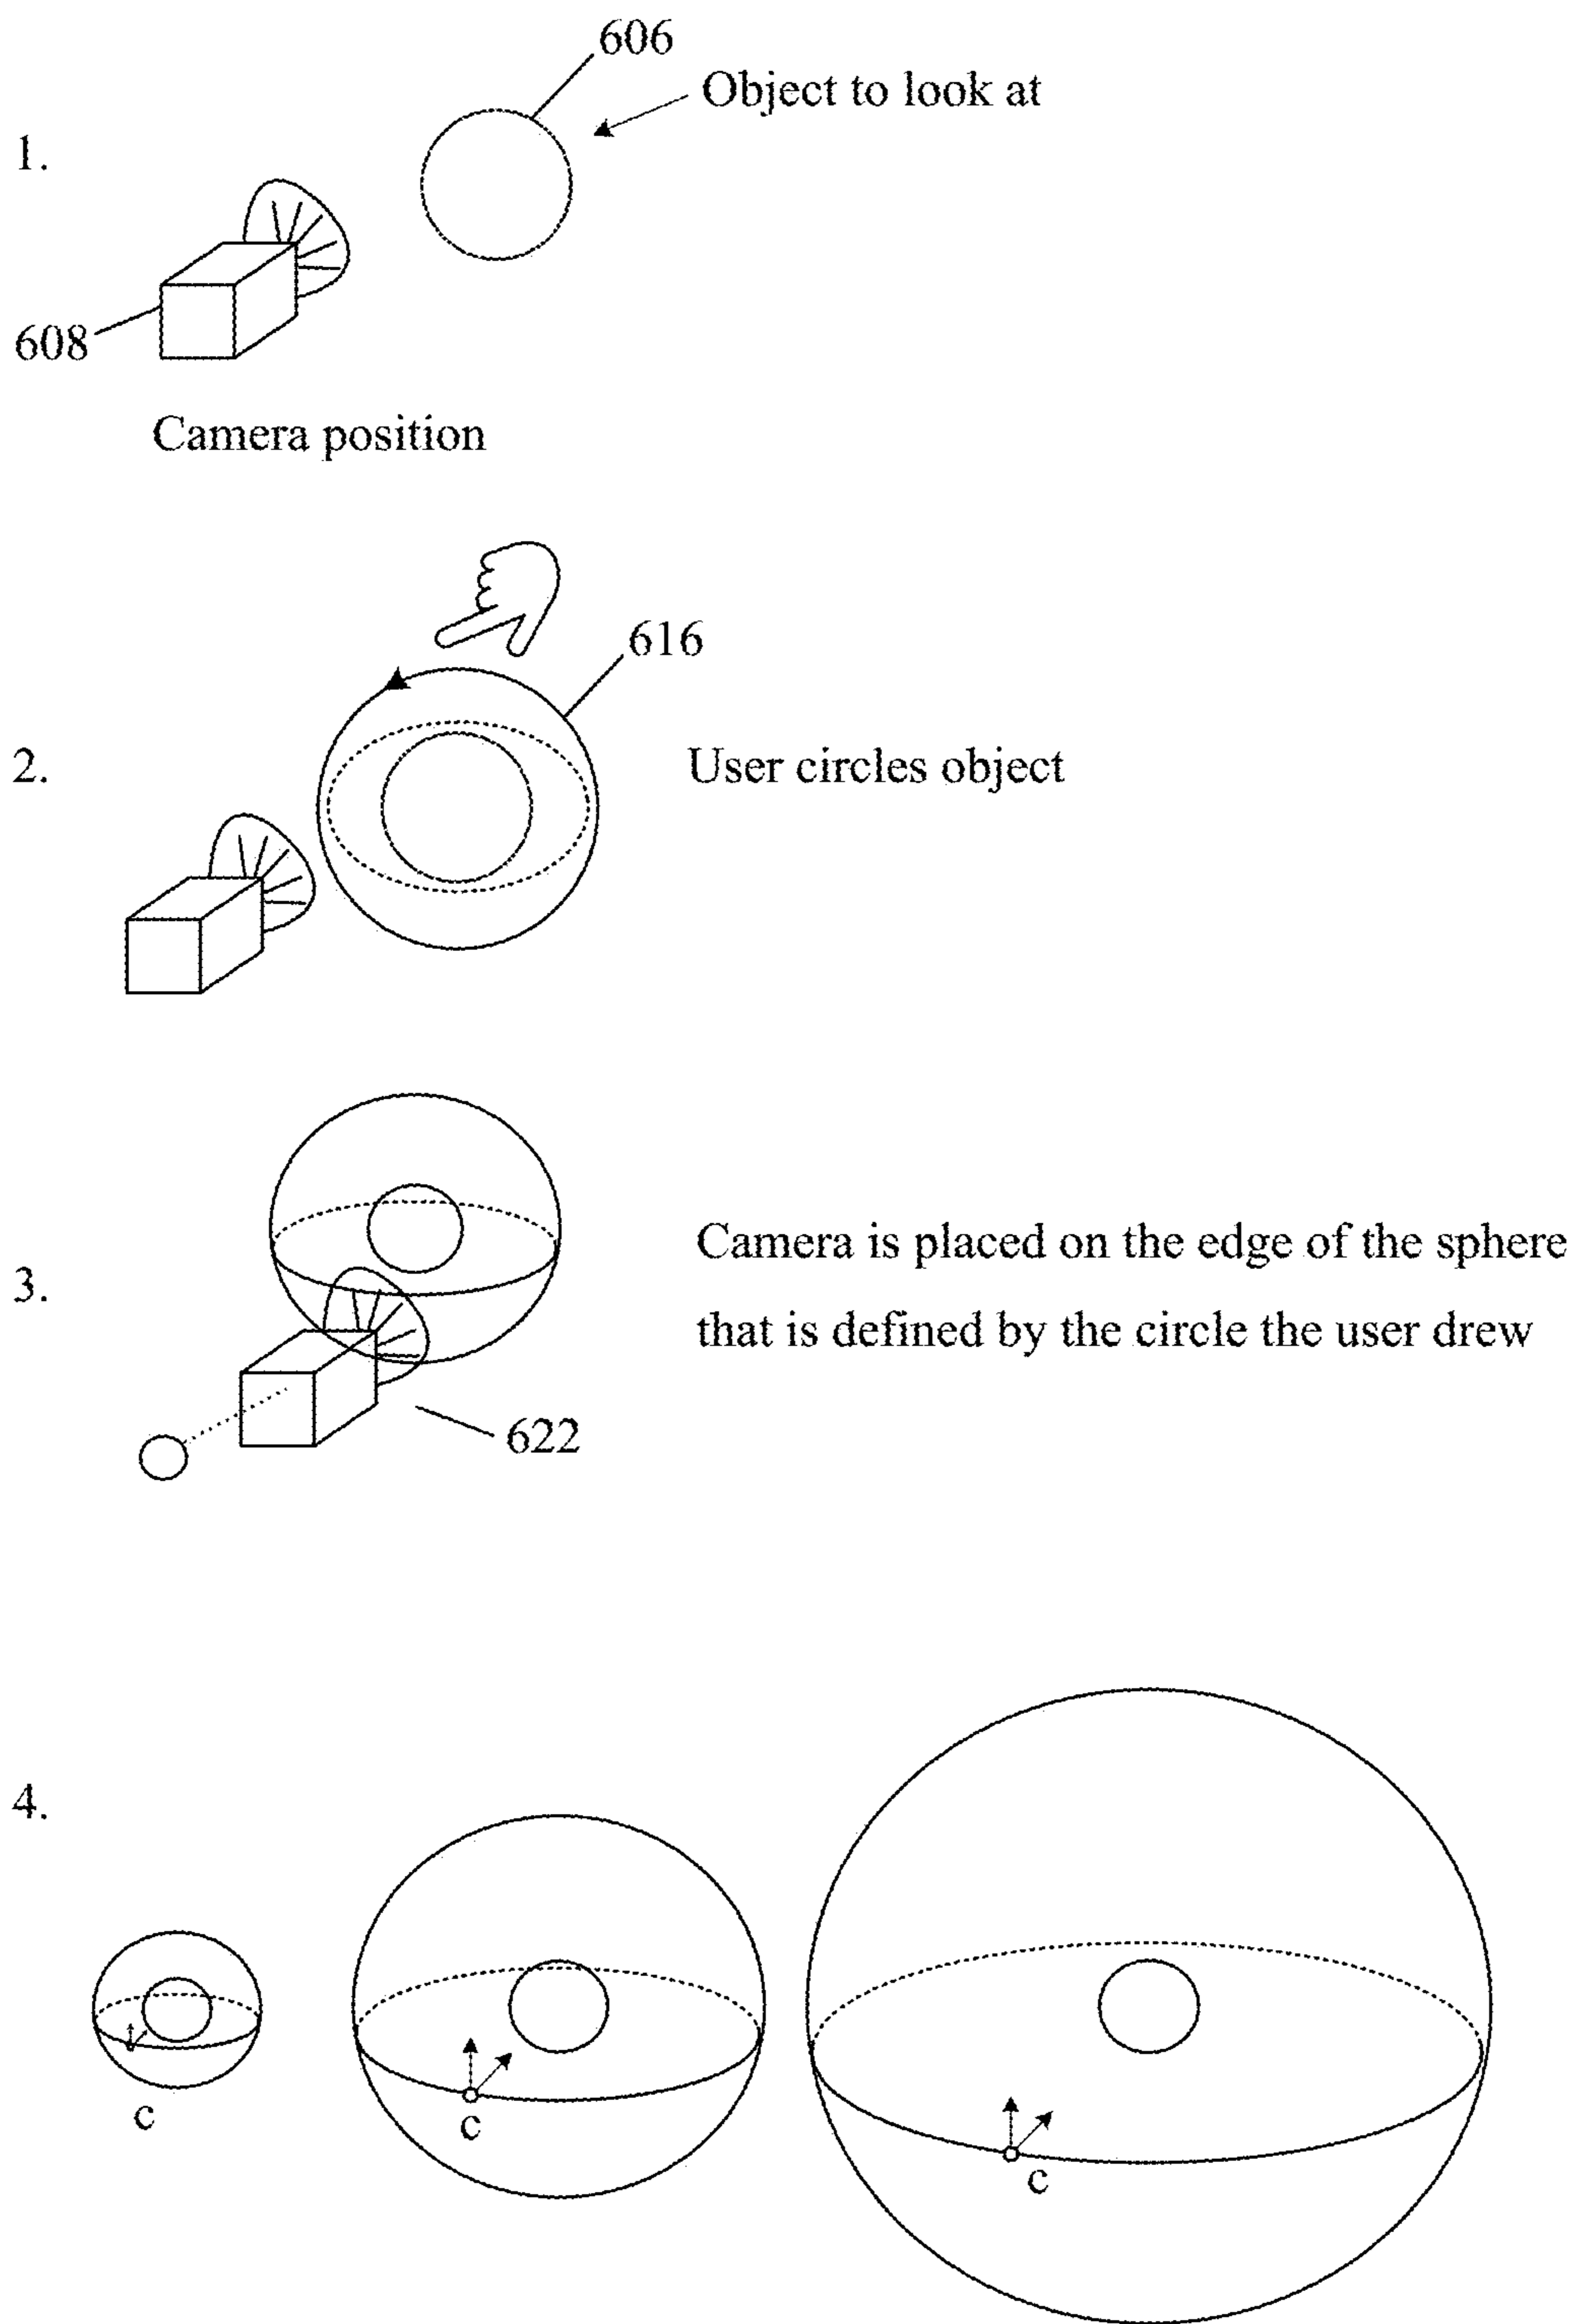 606
Object to look at
1.
608
Camera position
616
2.
User circles object
Camera is placed on the edge of the sphere
3.
that is defined by the circle the user drew
622
4.
c
c
c